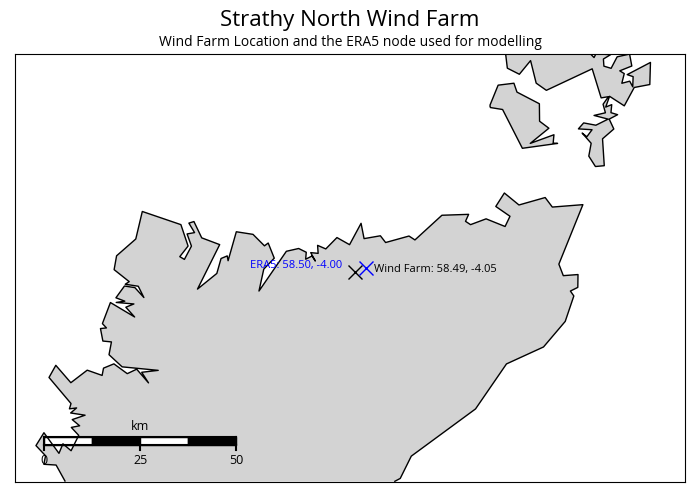 Strathy North Wind Farm
Wind Farm Location and the ERA5 node used for modelling
ERA5: 58.50, -4.00
Wind Farm: 58.49, -4.05
km
0 25 50